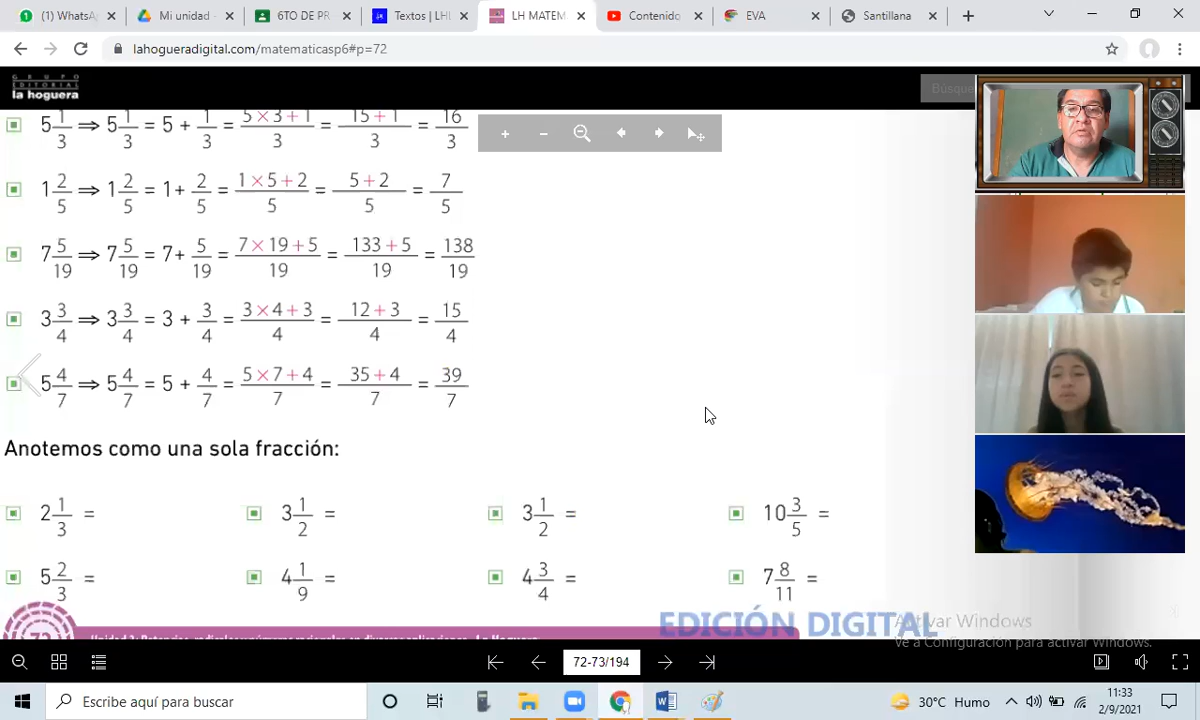 (1) WhatsA
Mi unidad -
6TO DE PR
Textos | LHI
LH MATEM
Contenido
EVA
Santillana
lahogueradigital.com/matematicasp6#p=72
GRUPO
EDITORIAL
la hoguera
Búsque
5 1/3 ⇒ 5 1/3 = 5 + 1/3 = (5 × 3 + 1)/3 = (15 + 1)/3 = 16/3
1 2/5 ⇒ 1 2/5 = 1 + 2/5 = (1 × 5 + 2)/5 = (5 + 2)/5 = 7/5
7 5/19 ⇒ 7 5/19 = 7 + 5/19 = (7 × 19 + 5)/19 = (133 + 5)/19 = 138/19
3 3/4 ⇒ 3 3/4 = 3 + 3/4 = (3 × 4 + 3)/4 = (12 + 3)/4 = 15/4
5 4/7 ⇒ 5 4/7 = 5 + 4/7 = (5 × 7 + 4)/7 = (35 + 4)/7 = 39/7
Anotemos como una sola fracción:
2 1/3 = 3 1/2 = 3 1/2 = 10 3/5 =
5 2/3 = 4 1/9 = 4 3/4 = 7 8/11 =
EDICIÓN DIGITAL
Activar Windows
Ve a Configuración para activar Windows.
72-73/194
Escribe aquí para buscar
30°C Humo
11:33
2/9/2021